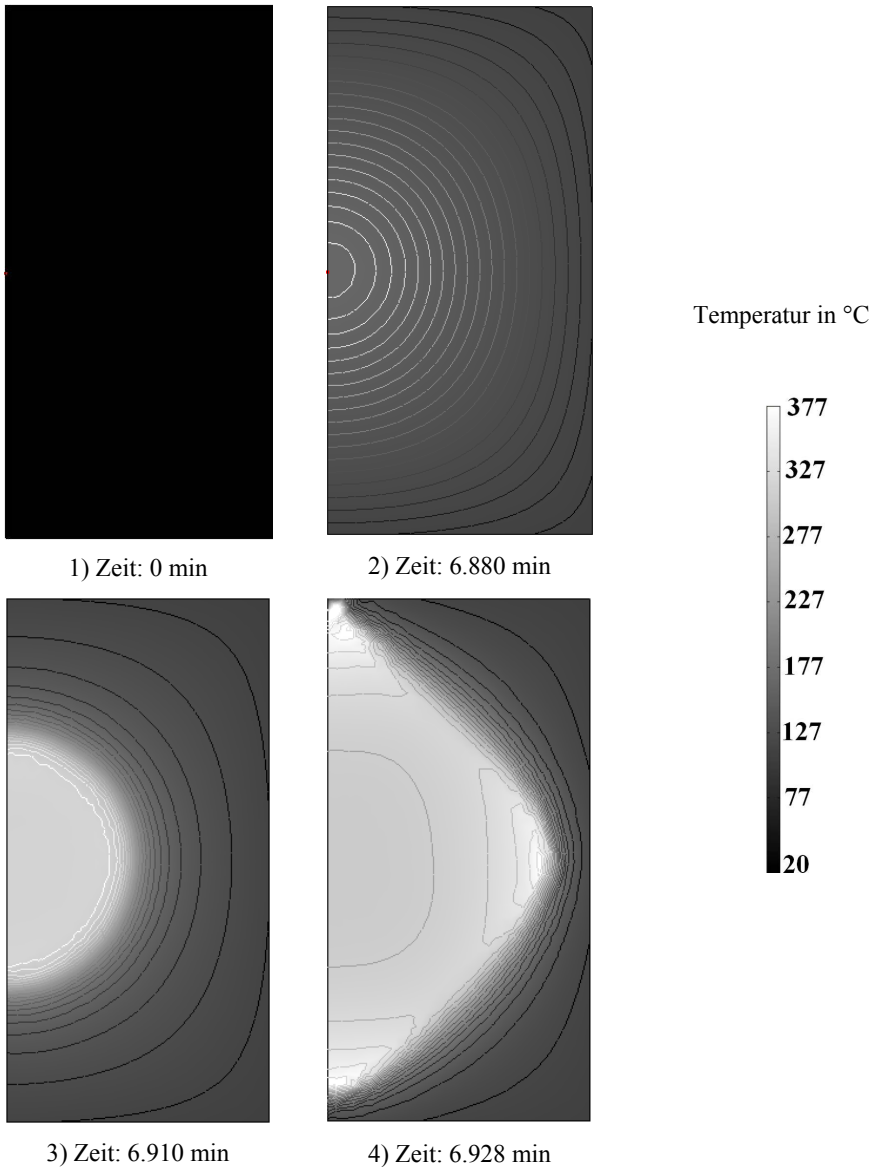 1) Zeit: 0 min
2) Zeit: 6.880 min
Temperatur in °C
377
327
277
227
177
127
77
20
3) Zeit: 6.910 min
4) Zeit: 6.928 min